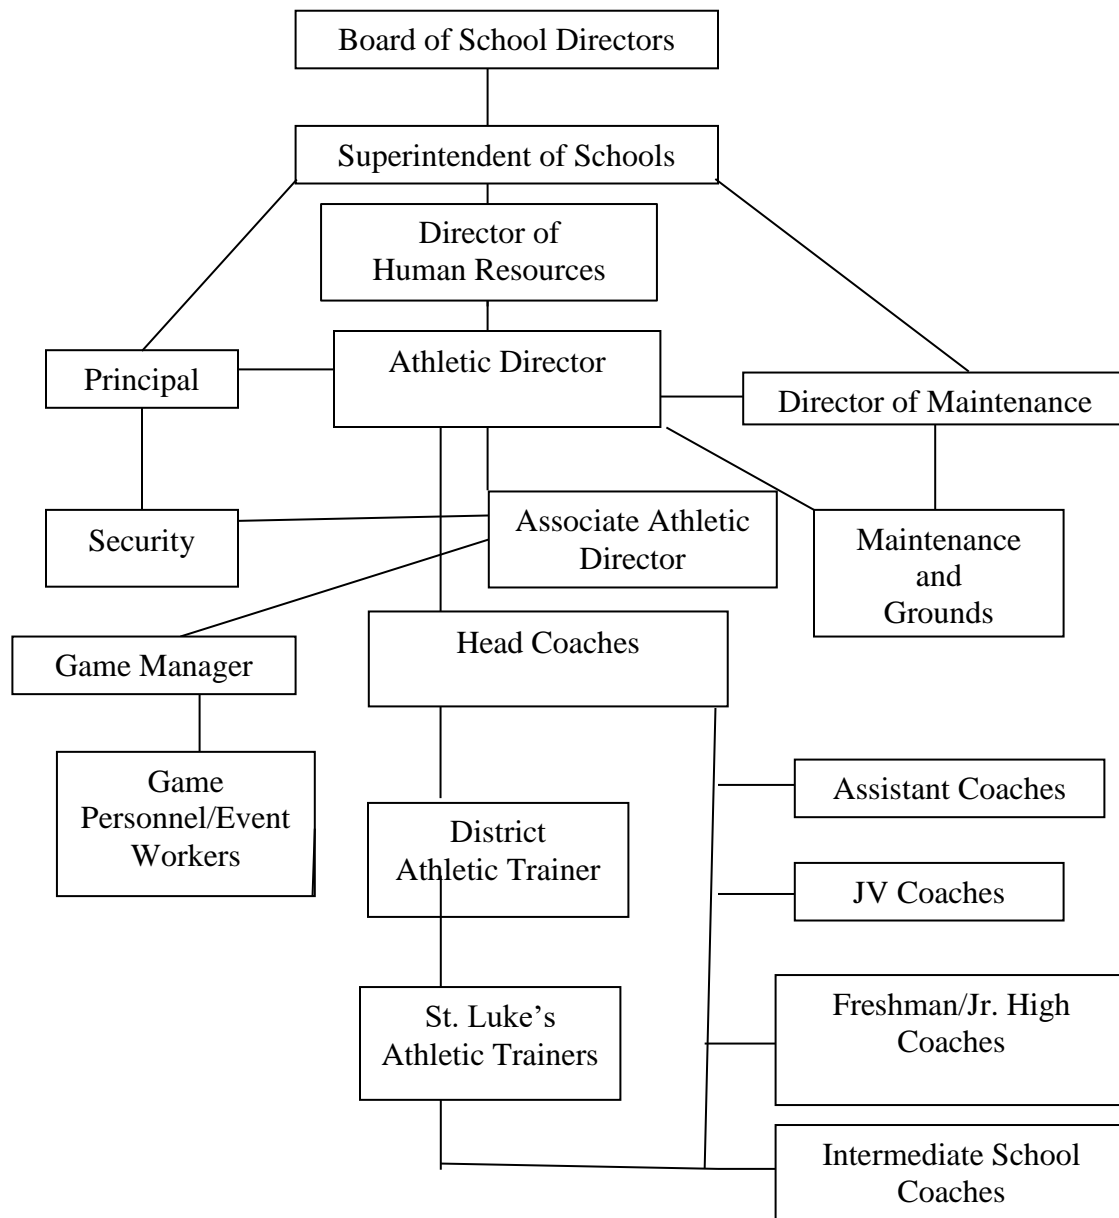 Board of School Directors
Superintendent of Schools
Director of
Human Resources
Athletic Director
Principal
Director of Maintenance
Security
Associate Athletic
Director
Maintenance
and
Grounds
Head Coaches
Game Manager
Game
Personnel/Event
Workers
Assistant Coaches
District
Athletic Trainer
JV Coaches
St. Luke’s
Athletic Trainers
Freshman/Jr. High
Coaches
Intermediate School
Coaches